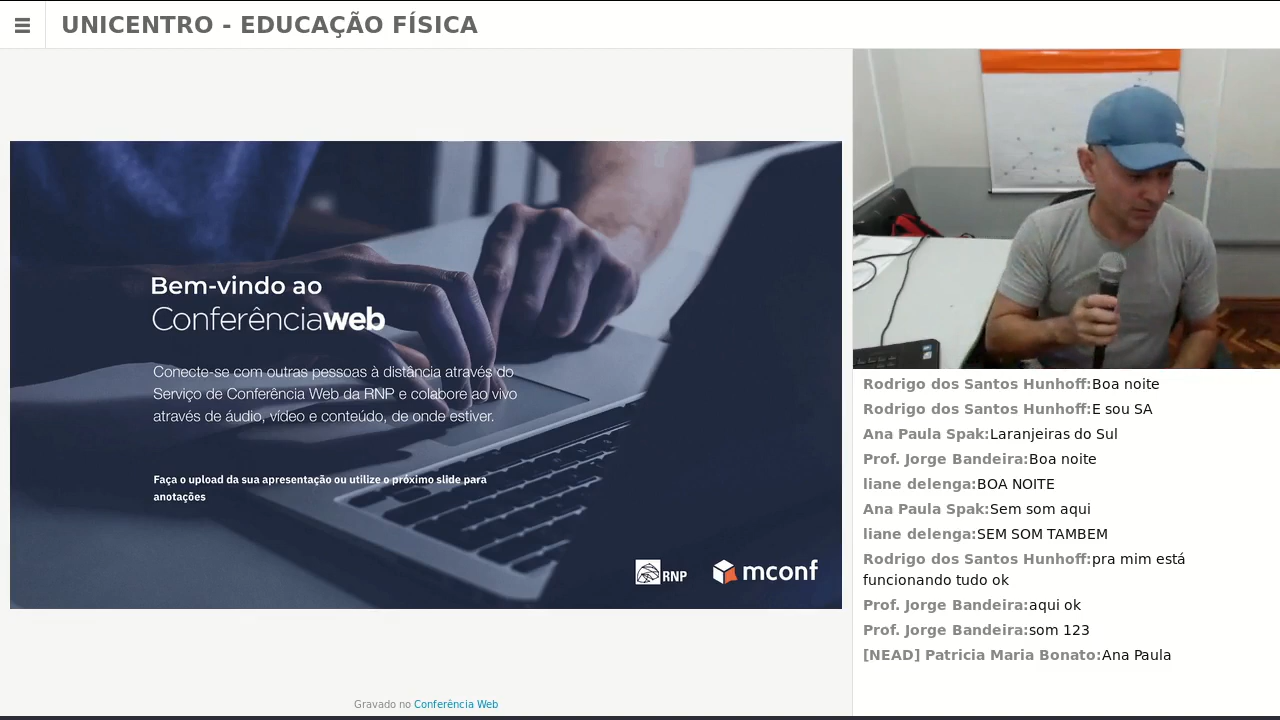 UNICENTRO - EDUCAÇÃO FÍSICA
Bem-vindo ao
Conferênciaweb
Conecte-se com outras pessoas à distância através do
Serviço de Conferência Web da RNP e colabore ao vivo
através de áudio, vídeo e conteúdo, de onde estiver.
Faça o upload da sua apresentação ou utilize o próximo slide para
anotações
RNP
mconf
Gravado no Conferência Web
Rodrigo dos Santos Hunhoff:Boa noite
Rodrigo dos Santos Hunhoff:E sou SA
Ana Paula Spak:Laranjeiras do Sul
Prof. Jorge Bandeira:Boa noite
liane delenga:BOA NOITE
Ana Paula Spak:Sem som aqui
liane delenga:SEM SOM TAMBEM
Rodrigo dos Santos Hunhoff:pra mim está
funcionando tudo ok
Prof. Jorge Bandeira:aqui ok
Prof. Jorge Bandeira:som 123
[NEAD] Patricia Maria Bonato:Ana Paula